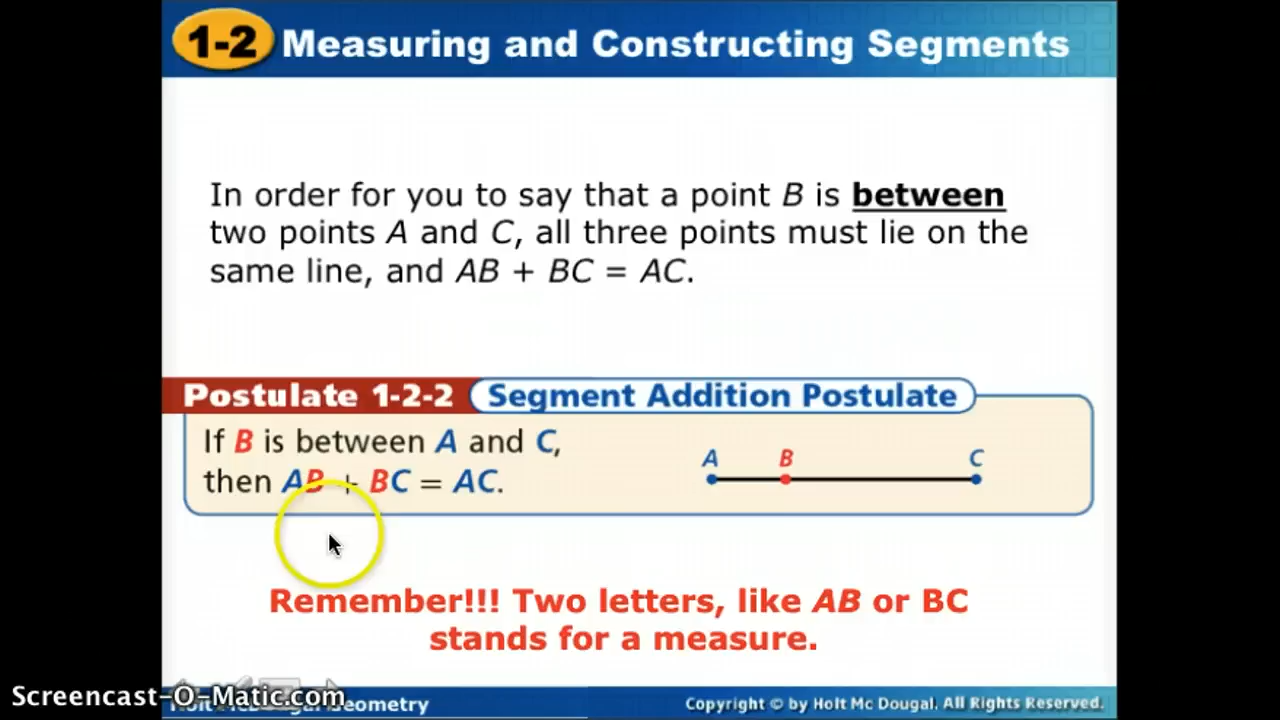 1-2 Measuring and Constructing Segments
In order for you to say that a point B is between
two points A and C, all three points must lie on the
same line, and AB + BC = AC.
Postulate 1-2-2 Segment Addition Postulate
If B is between A and C,
then AB + BC = AC.
A B C
Remember!!! Two letters, like AB or BC
stands for a measure.
Screencast-O-Matic.com
Holt McDougal Geometry
Copyright © by Holt Mc Dougal. All Rights Reserved.